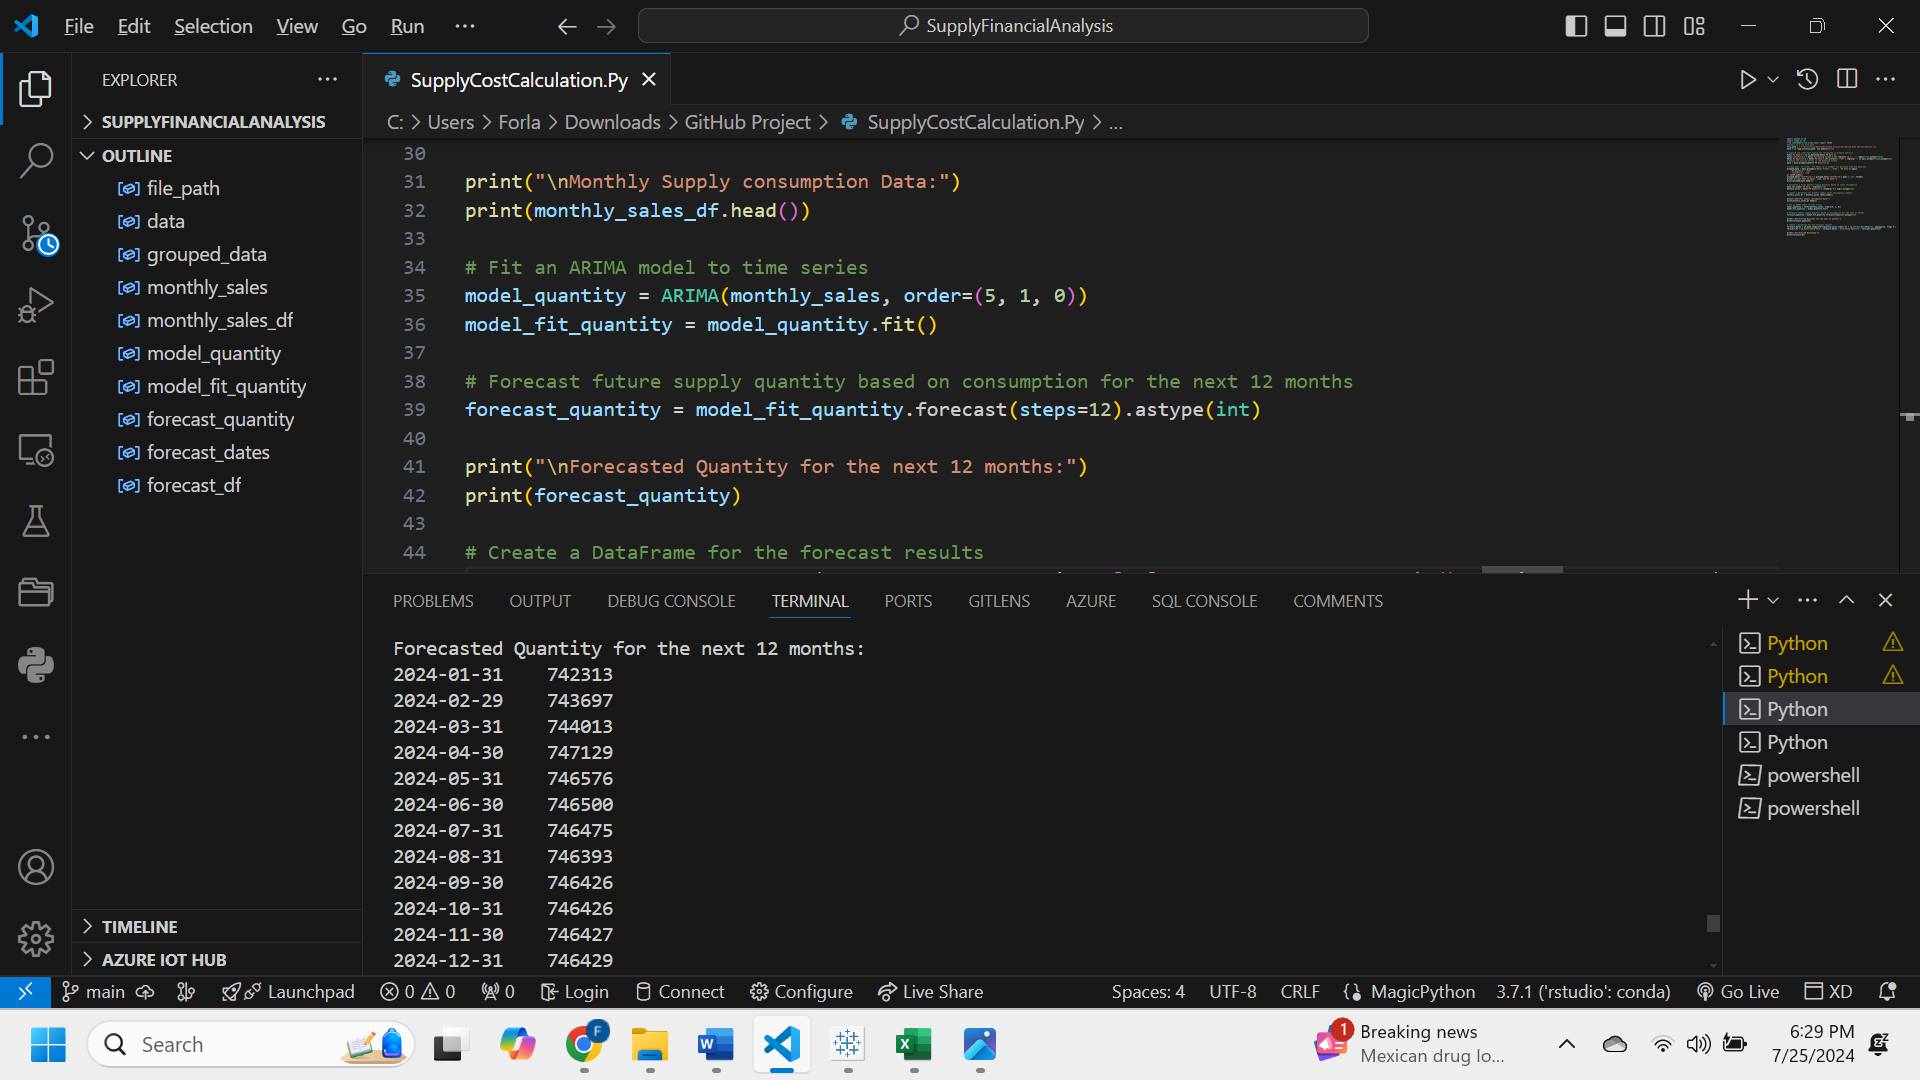 File Edit Selection View Go Run ···
SupplyFinancialAnalysis
EXPLORER ···
SupplyCostCalculation.Py
SUPPLYFINANCIALANALYSIS
OUTLINE
file_path
data
grouped_data
monthly_sales
monthly_sales_df
model_quantity
model_fit_quantity
forecast_quantity
forecast_dates
forecast_df
TIMELINE
AZURE IOT HUB
C: > Users > Forla > Downloads > GitHub Project > SupplyCostCalculation.Py > ...
30
31 print("\nMonthly Supply consumption Data:")
32 print(monthly_sales_df.head())
33
34 # Fit an ARIMA model to time series
35 model_quantity = ARIMA(monthly_sales, order=(5, 1, 0))
36 model_fit_quantity = model_quantity.fit()
37
38 # Forecast future supply quantity based on consumption for the next 12 months
39 forecast_quantity = model_fit_quantity.forecast(steps=12).astype(int)
40
41 print("\nForecasted Quantity for the next 12 months:")
42 print(forecast_quantity)
43
44 # Create a DataFrame for the forecast results
PROBLEMS OUTPUT DEBUG CONSOLE TERMINAL PORTS GITLENS AZURE SQL CONSOLE COMMENTS
Forecasted Quantity for the next 12 months:
2024-01-31 742313
2024-02-29 743697
2024-03-31 744013
2024-04-30 747129
2024-05-31 746576
2024-06-30 746500
2024-07-31 746475
2024-08-31 746393
2024-09-30 746426
2024-10-31 746426
2024-11-30 746427
2024-12-31 746429
Python
Python
Python
Python
powershell
powershell
main Launchpad 0 0 0 Login Connect Configure Live Share Spaces: 4 UTF-8 CRLF MagicPython 3.7.1 ('rstudio': conda) Go Live XD
Search
F
W
X
1
Breaking news
Mexican drug lo...
6:29 PM
7/25/2024